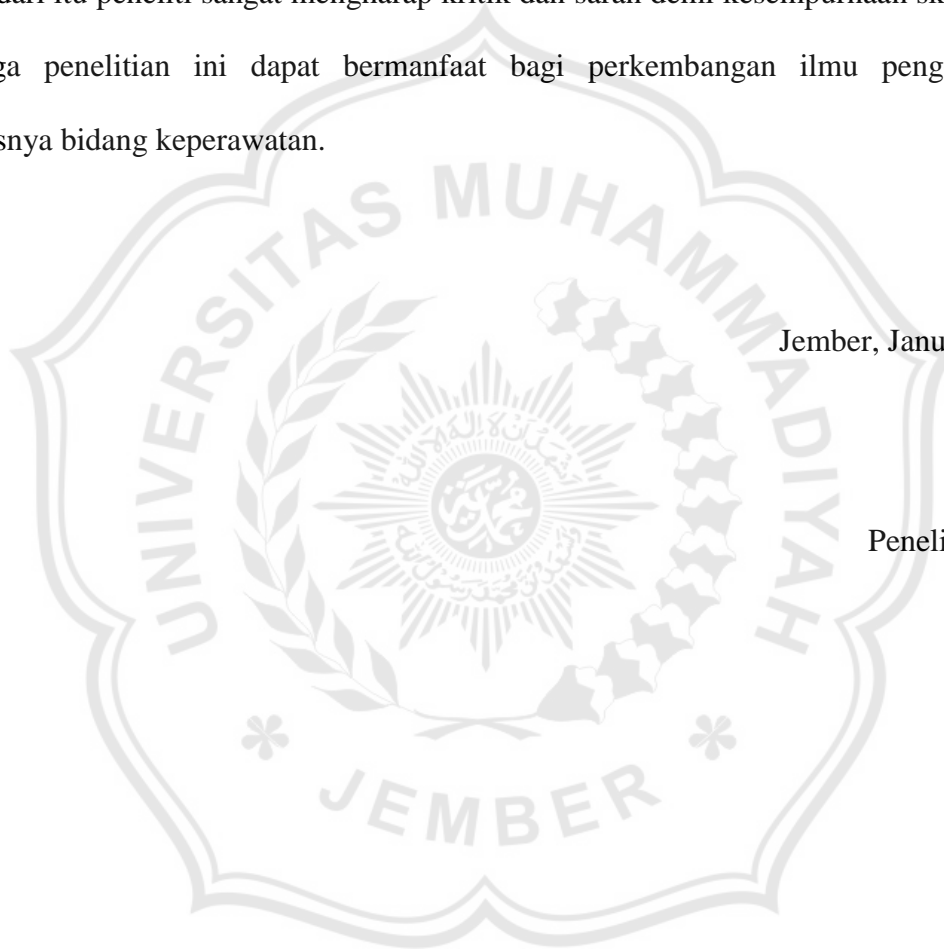 dari itu peneliti sangat mengharap kritik dan saran demi kesempurnaan sk
ga penelitian ini dapat bermanfaat bagi perkembangan ilmu peng
snya bidang keperawatan.
UNIVERSITAS MUHAMMADIYAH
Jember, Janu
Peneli
JEMBER